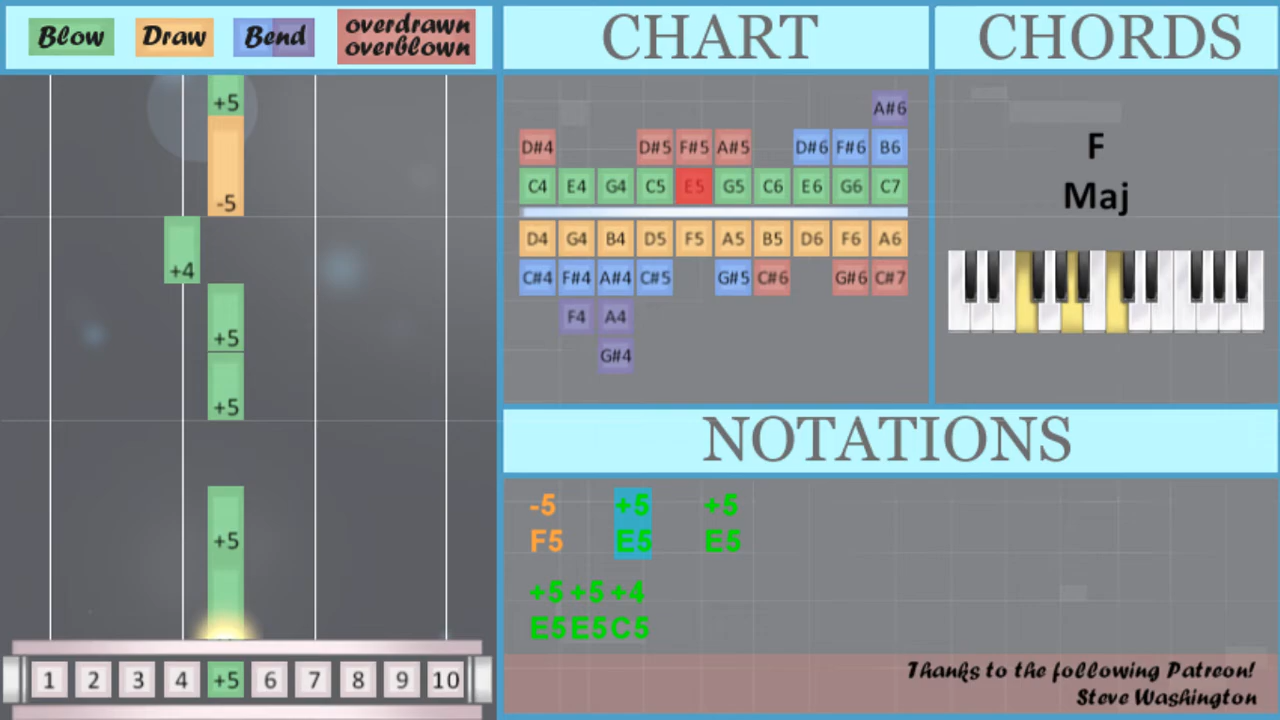 Blow Draw Bend overdrawn
overblown
CHART
CHORDS
+5
-5
+4
+5
+5
+5
1 2 3 4 +5 6 7 8 9 10
A#6
D#4 D#5 F#5 A#5 D#6 F#6 B6
C4 E4 G4 C5 E5 G5 C6 E6 G6 C7
D4 G4 B4 D5 F5 A5 B5 D6 F6 A6
C#4 F#4 A#4 C#5 G#5 C#6 G#6 C#7
F4 A4
G#4
F
Maj
NOTATIONS
-5 +5 +5
F5 E5 E5
+5 +5 +4
E5 E5 C5
Thanks to the following Patreon!
Steve Washington